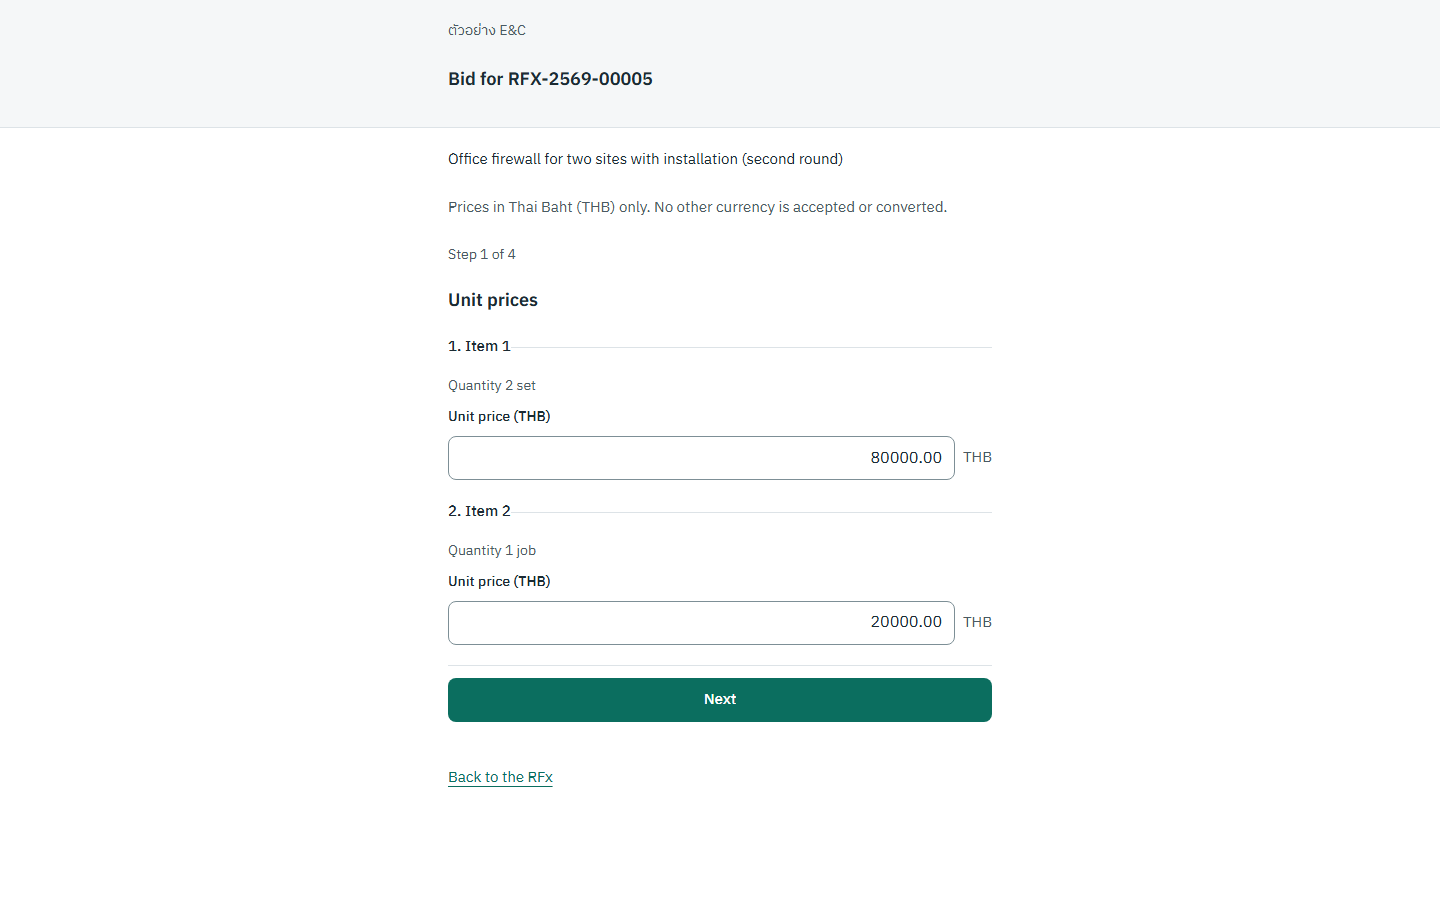 ตัวอย่าง E&C
Bid for RFX-2569-00005
Office firewall for two sites with installation (second round)
Prices in Thai Baht (THB) only. No other currency is accepted or converted.
Step 1 of 4
Unit prices
1. Item 1
Quantity 2 set
Unit price (THB)
80000.00 THB
2. Item 2
Quantity 1 job
Unit price (THB)
20000.00 THB
Next
Back to the RFx